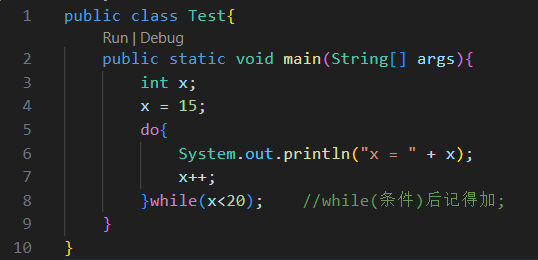 1 public class Test{
Run | Debug
2 public static void main(String[] args){
3 int x;
4 x = 15;
5 do{
6 System.out.println("x = " + x);
7 x++;
8 }while(x<20); //while(条件)后记得加;
9 }
10 }